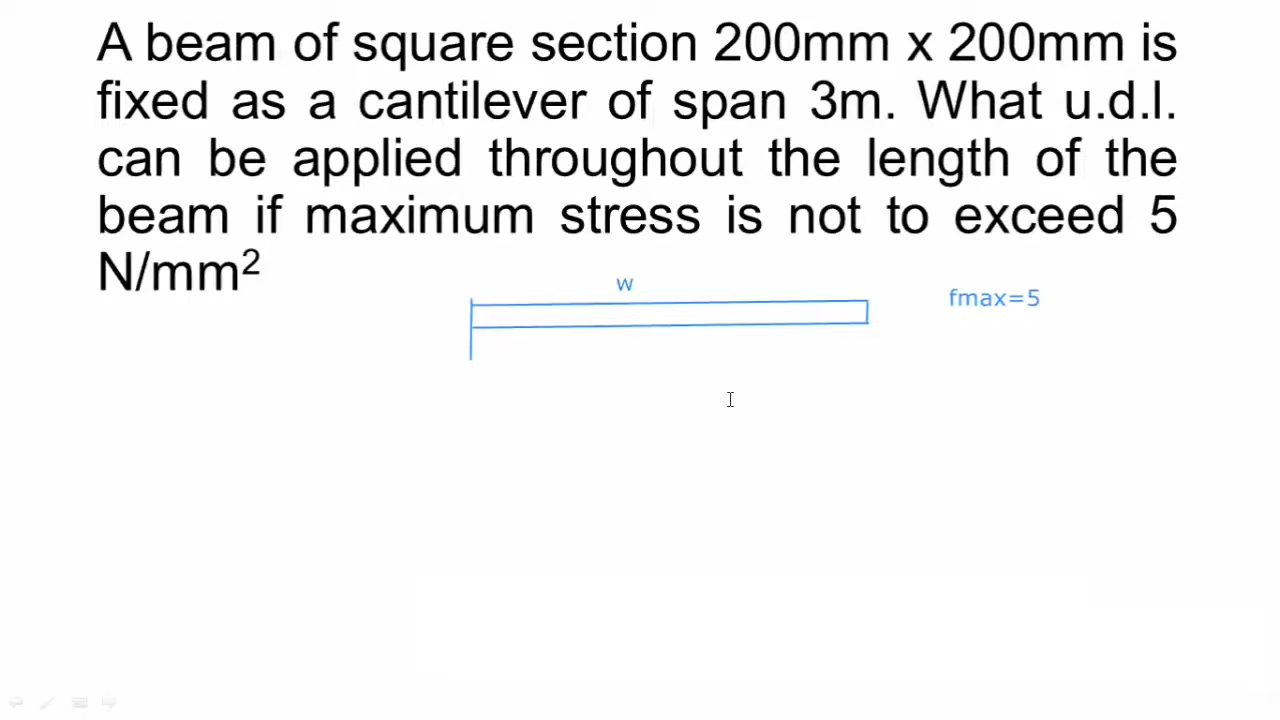 A beam of square section 200mm x 200mm is
fixed as a cantilever of span 3m. What u.d.l.
can be applied throughout the length of the
beam if maximum stress is not to exceed 5
N/mm²
w
fmax=5